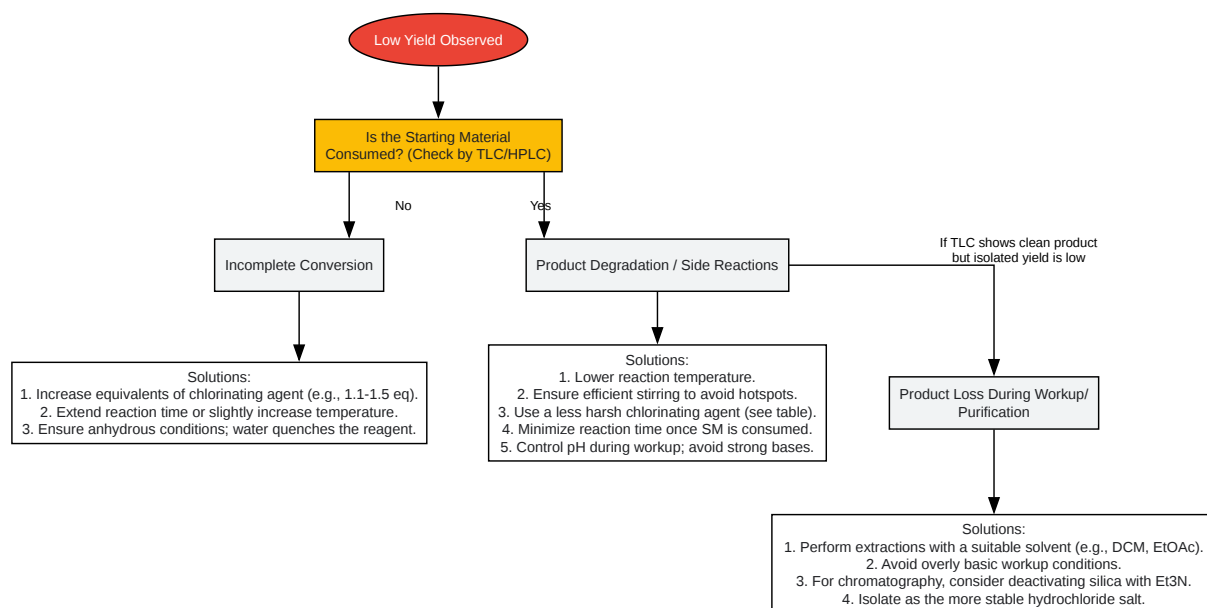 Low Yield Observed
Is the Starting Material
Consumed? (Check by TLC/HPLC)
No
Yes
If TLC shows clean product
but isolated yield is low
Incomplete Conversion
Product Degradation / Side Reactions
Solutions:
1. Increase equivalents of chlorinating agent (e.g., 1.1-1.5 eq).
2. Extend reaction time or slightly increase temperature.
3. Ensure anhydrous conditions; water quenches the reagent.
Solutions:
1. Lower reaction temperature.
2. Ensure efficient stirring to avoid hotspots.
3. Use a less harsh chlorinating agent (see table).
4. Minimize reaction time once SM is consumed.
5. Control pH during workup; avoid strong bases.
Product Loss During Workup/
Purification
Solutions:
1. Perform extractions with a suitable solvent (e.g., DCM, EtOAc).
2. Avoid overly basic workup conditions.
3. For chromatography, consider deactivating silica with Et3N.
4. Isolate as the more stable hydrochloride salt.